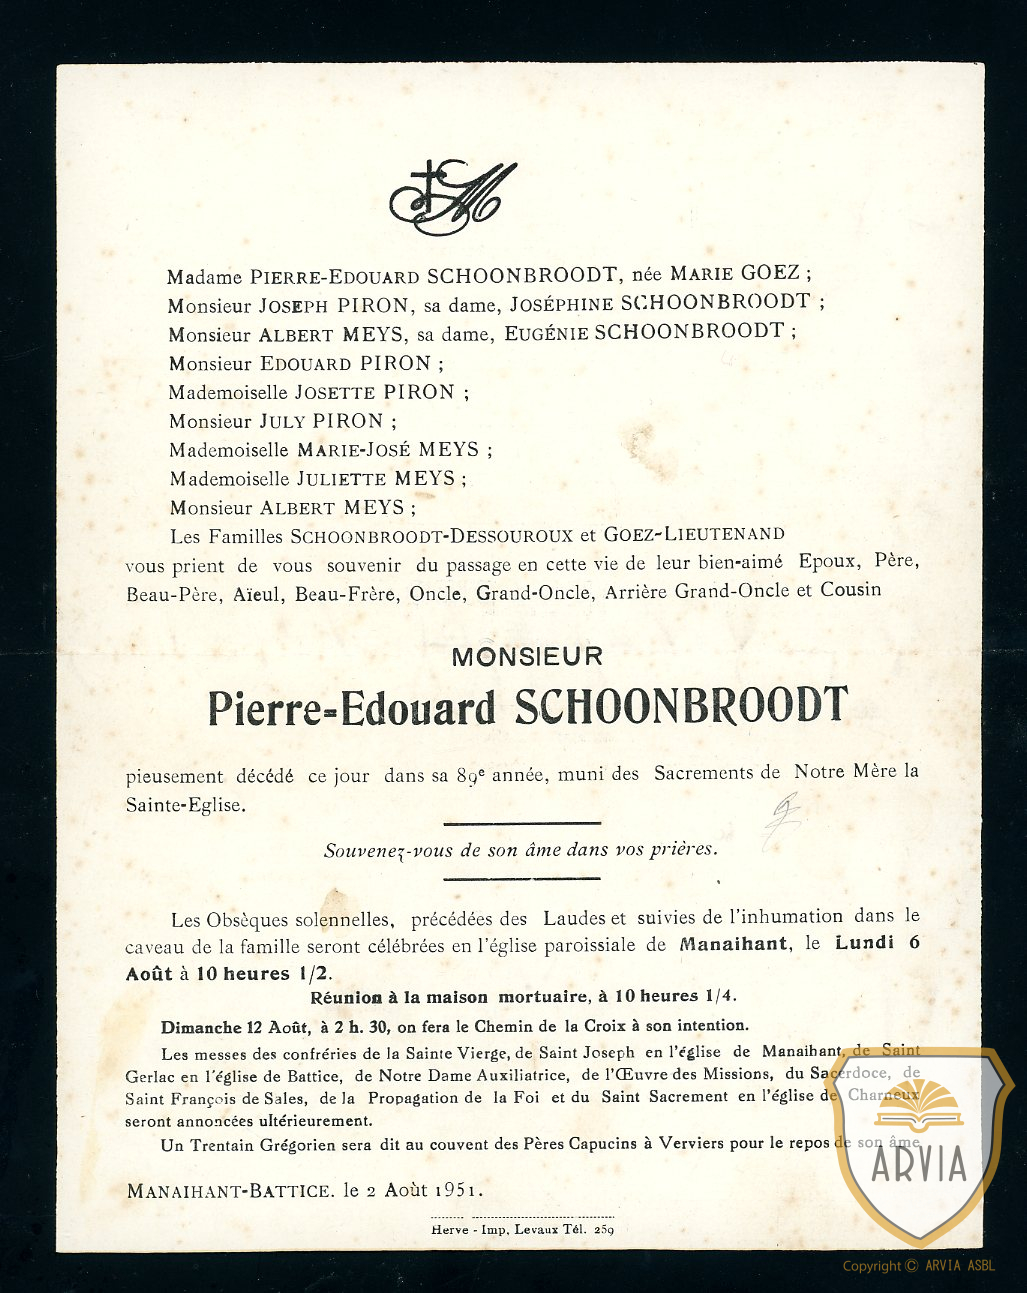 Madame PIERRE-EDOUARD SCHOONBROODT, née MARIE GOEZ ;
Monsieur JOSEPH PIRON, sa dame, JOSÉPHINE SCHOONBROODT ;
Monsieur ALBERT MEYS, sa dame, EUGÉNIE SCHOONBROODT ;
Monsieur EDOUARD PIRON ;
Mademoiselle JOSETTE PIRON ;
Monsieur JULY PIRON ;
Mademoiselle MARIE-JOSÉ MEYS ;
Mademoiselle JULIETTE MEYS ;
Monsieur ALBERT MEYS ;
Les Familles SCHOONBROODT-DESSOUROUX et GOEZ-LIEUTENAND
vous prient de vous souvenir du passage en cette vie de leur bien-aimé Epoux, Père,
Beau-Père, Aïeul, Beau-Frère, Oncle, Grand-Oncle, Arrière Grand-Oncle et Cousin
MONSIEUR
Pierre-Edouard SCHOONBROODT
pieusement décédé ce jour dans sa 89e année, muni des Sacrements de Notre Mère la
Sainte-Eglise.
Souvenez-vous de son âme dans vos prières.
Les Obsèques solennelles, précédées des Laudes et suivies de l'inhumation dans le
caveau de la famille seront célébrées en l'église paroissiale de Manaihant, le Lundi 6
Août à 10 heures 1/2.
Réunion à la maison mortuaire, à 10 heures 1/4.
Dimanche 12 Août, à 2 h. 30, on fera le Chemin de la Croix à son intention.
Les messes des confréries de la Sainte Vierge, de Saint Joseph en l'église de Manaihant, de Saint
Gerlac en l'église de Battice, de Notre Dame Auxiliatrice, de l'Œuvre des Missions, du Sacerdoce, de
Saint François de Sales, de la Propagation de la Foi et du Saint Sacrement en l'église de Charneux
seront annoncées ultérieurement.
Un Trentain Grégorien sera dit au couvent des Pères Capucins à Verviers pour le repos de son âme
MANAIHANT-BATTICE. le 2 Août 1951.
Herve - Imp. Levaux Tél. 259
ARVIA
Copyright © ARVIA ASBL